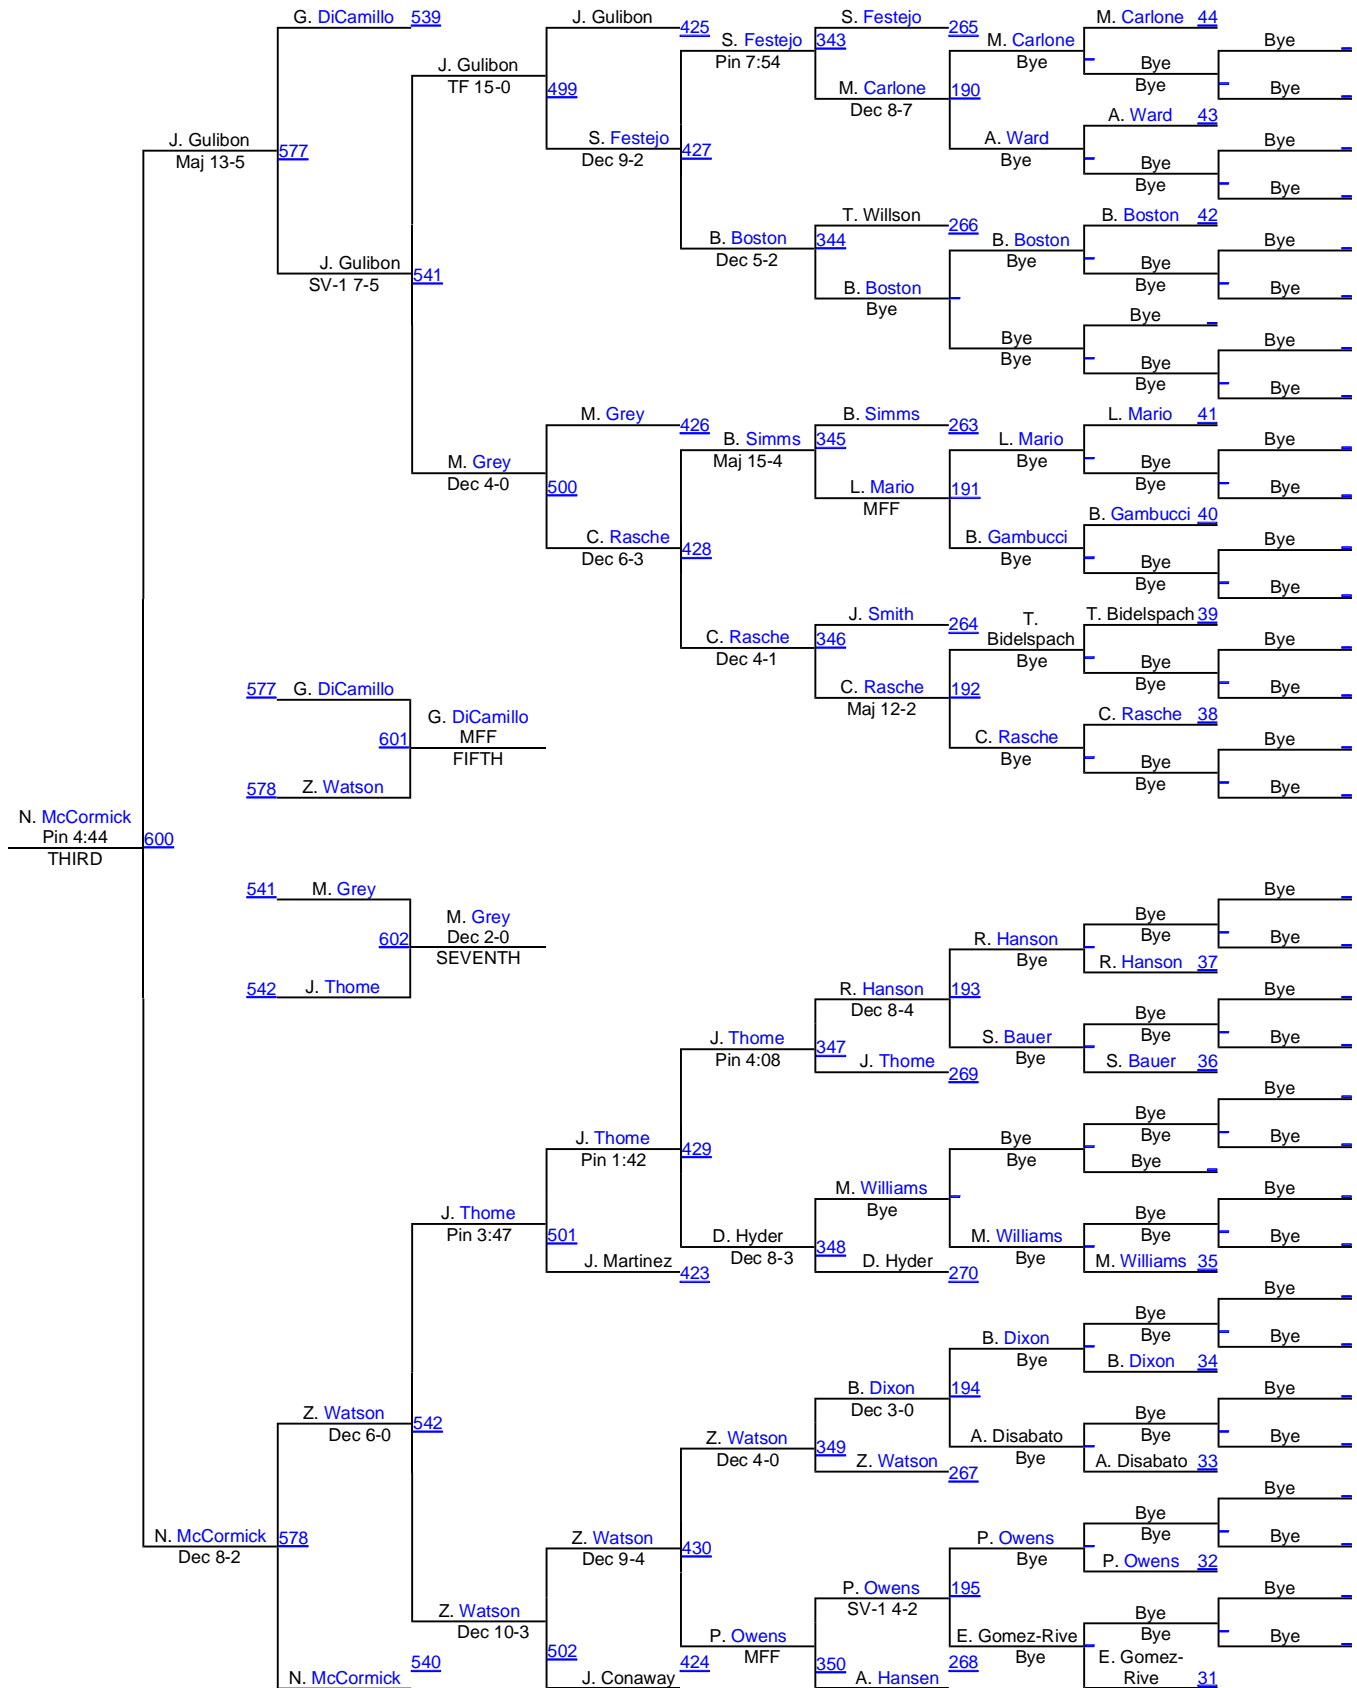 G. DiCamillo 539
J. Gulibon 425
S. Festejo 265
M. Carlone 44
Bye
S. Festejo 343
Pin 7:54
M. Carlone
Bye
Bye
Bye
J. Gulibon
TF 15-0
499
M. Carlone 190
Dec 8-7
Bye
A. Ward 43
J. Gulibon 577
Maj 13-5
S. Festejo 427
Dec 9-2
A. Ward
Bye
Bye
Bye
Bye
Bye
T. Willson 266
B. Boston 42
B. Boston 344
Dec 5-2
B. Boston
Bye
Bye
Bye
Bye
J. Gulibon 541
SV-1 7-5
B. Boston
Bye
Bye
Bye
Bye
Bye
Bye
Bye
Bye
Bye
M. Grey 426
B. Simms 263
L. Mario 41
B. Simms 345
Maj 15-4
L. Mario
Bye
Bye
M. Grey
Dec 4-0
500
L. Mario 191
MFF
Bye
B. Gambucci 40
C. Rasche 428
Dec 6-3
B. Gambucci
Bye
Bye
Bye
Bye
Bye
J. Smith 264
T.
Bidelspach
Bye
T. Bidelspach 39
C. Rasche 346
Dec 4-1
Bye
Bye
Bye
577 G. DiCamillo
C. Rasche 192
Maj 12-2
Bye
G. DiCamillo
601 MFF
FIFTH
C. Rasche 38
C. Rasche
Bye
Bye
Bye
Bye
578 Z. Watson
Bye
N. McCormick
Pin 4:44
THIRD
600
541 M. Grey
Bye
M. Grey
602 Dec 2-0
SEVENTH
R. Hanson
Bye
Bye
Bye
Bye
R. Hanson 37
542 J. Thome
R. Hanson 193
Dec 8-4
Bye
J. Thome 347
Pin 4:08
S. Bauer
Bye
Bye
Bye
Bye
J. Thome 269
S. Bauer 36
Bye
J. Thome 429
Pin 1:42
Bye
Bye
Bye
Bye
Bye
Bye
J. Thome
Pin 3:47
M. Williams
Bye
Bye
501
D. Hyder 348
Dec 8-3
M. Williams
Bye
Bye
Bye
Bye
J. Martinez 423
D. Hyder 270
M. Williams 35
Bye
B. Dixon
Bye
Bye
Bye
Bye
B. Dixon 34
Z. Watson 542
Dec 6-0
B. Dixon 194
Dec 3-0
Bye
Z. Watson 349
Dec 4-0
A. Disabato
Bye
Bye
Bye
Bye
Z. Watson 267
A. Disabato 33
Bye
N. McCormick 578
Dec 8-2
Z. Watson 430
Dec 9-4
P. Owens
Bye
Bye
Bye
Bye
P. Owens 32
Z. Watson
Dec 10-3
P. Owens 195
SV-1 4-2
Bye
502
P. Owens 350
MFF
E. Gomez-Rive
Bye
Bye
Bye
Bye
N. McCormick 540
J. Conaway 424
A. Hansen 268
E. Gomez-
Rive 31